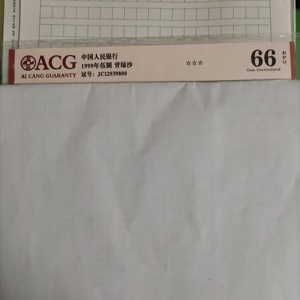 ACG
AI CANG GUARANTY
中国人民银行
1999年伍圆 背绿沙
冠号：JC12939800
☆☆☆
66
EPQ
Gem Uncirculated